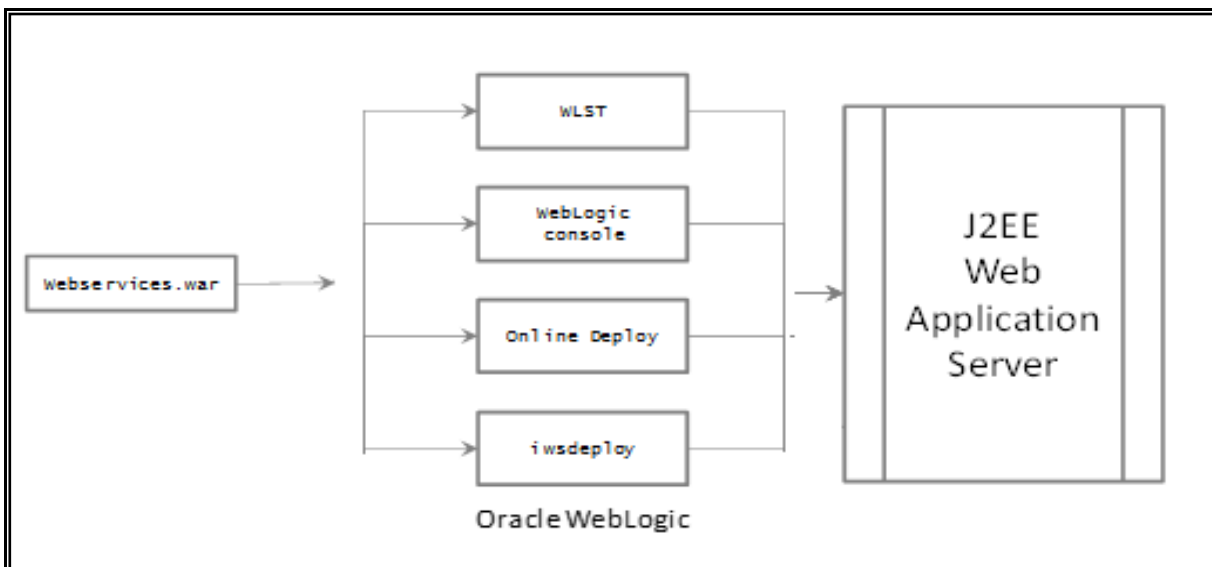 Webservices.war
WLST
WebLogic
console
Online Deploy
iwsdeploy
Oracle WebLogic
J2EE
Web
Application
Server